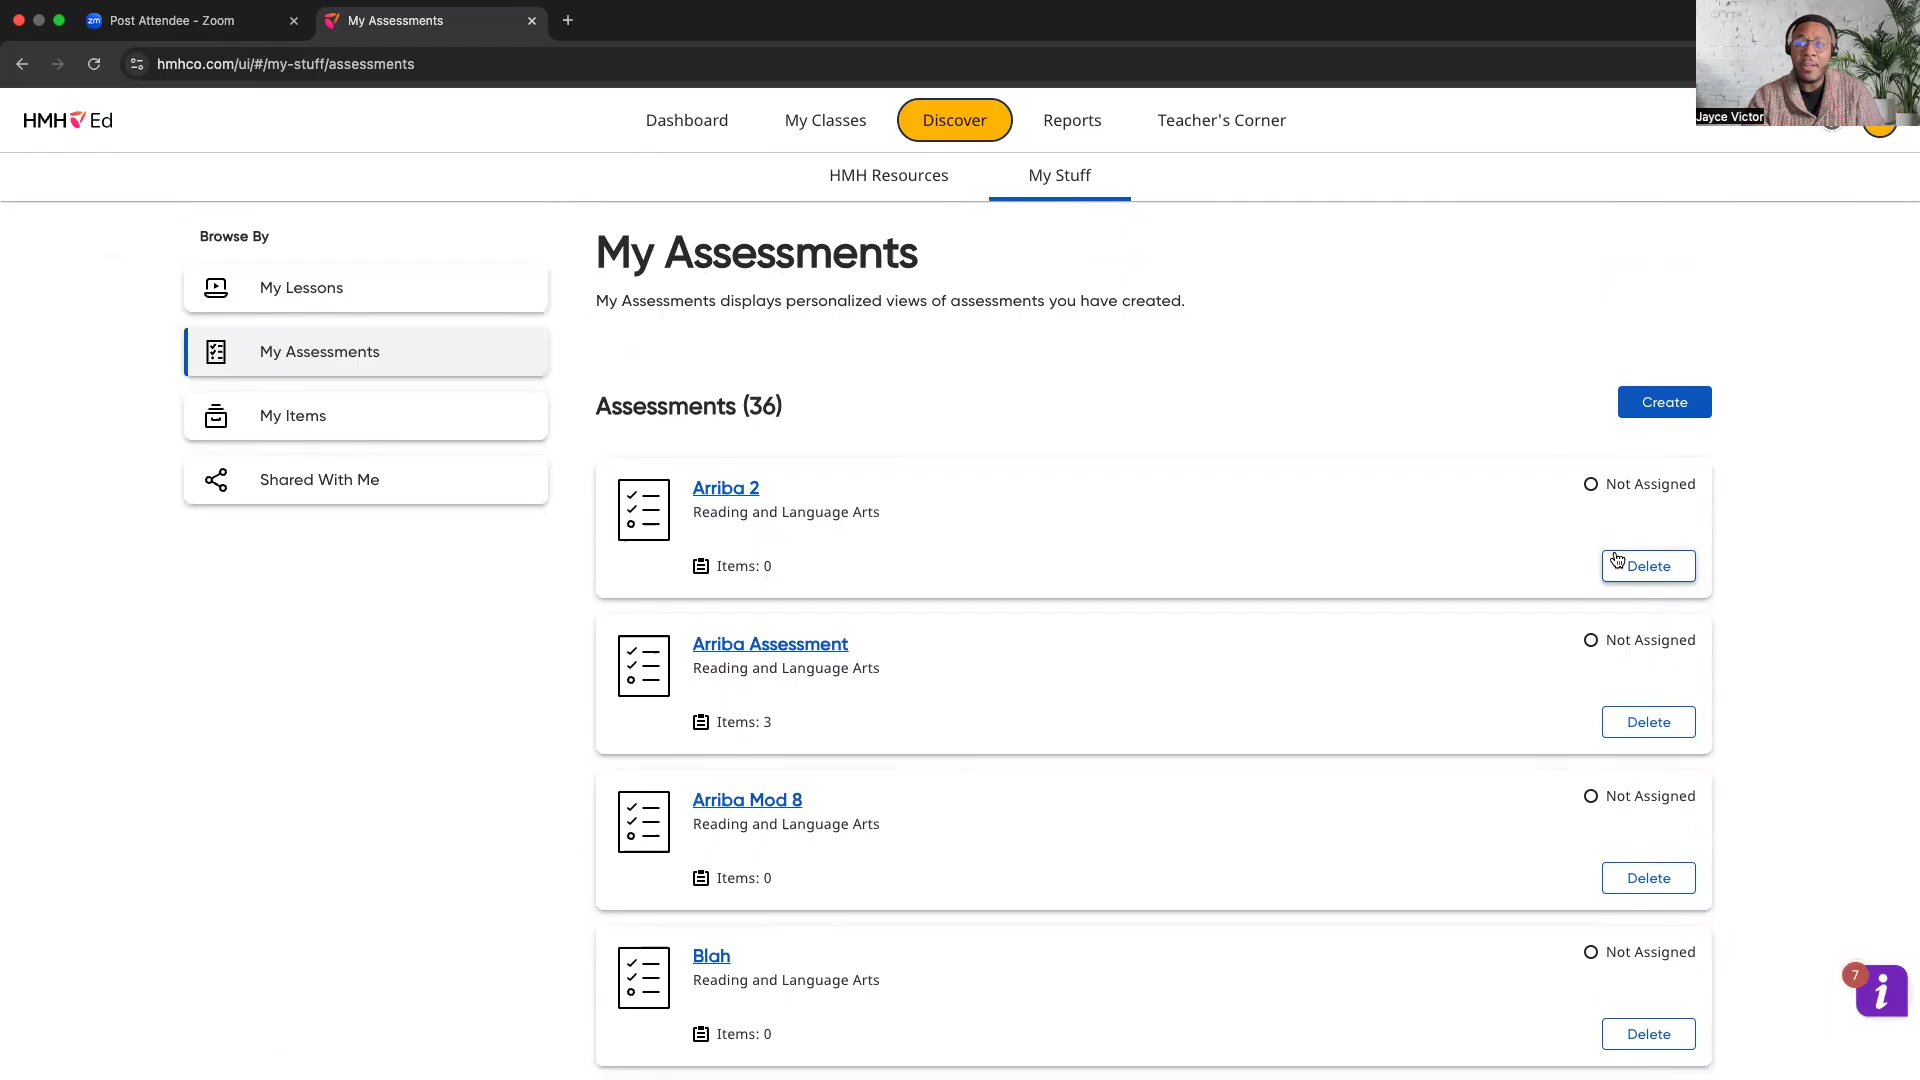 Post Attendee - Zoom
My Assessments
hmhco.com/ui/#/my-stuff/assessments
Jayce Victor
HMH Ed
Dashboard
My Classes
Discover
Reports
Teacher's Corner
HMH Resources
My Stuff
Browse By
My Lessons
My Assessments
My Items
Shared With Me
My Assessments
My Assessments displays personalized views of assessments you have created.
Assessments (36)
Create
Arriba 2
Not Assigned
Reading and Language Arts
Items: 0
Delete
Arriba Assessment
Not Assigned
Reading and Language Arts
Items: 3
Delete
Arriba Mod 8
Not Assigned
Reading and Language Arts
Items: 0
Delete
Blah
Not Assigned
Reading and Language Arts
Items: 0
Delete
7
i